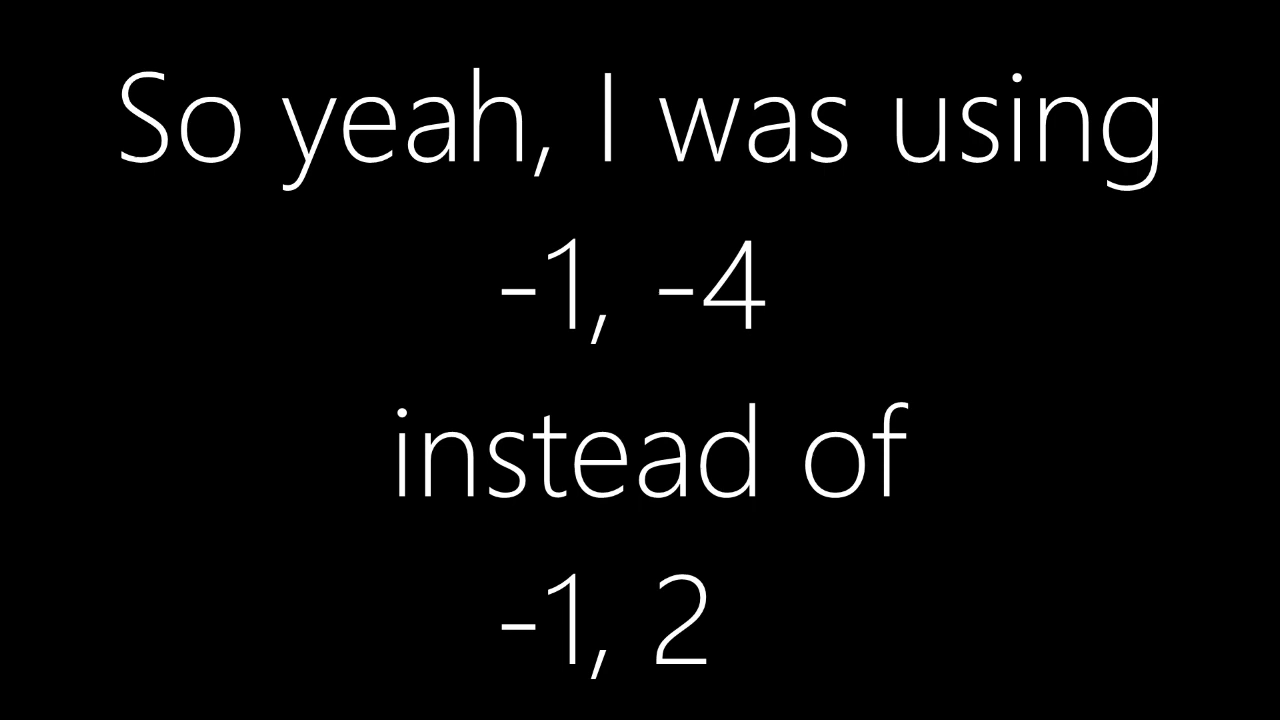 So yeah, I was using
-1, -4
instead of
-1, 2